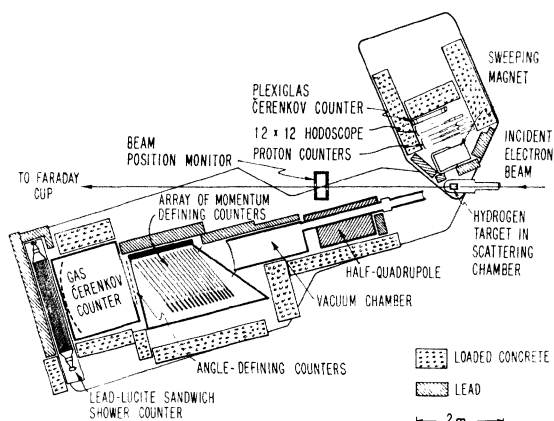 SWEEPING
MAGNET
PLEXIGLAS
ČERENKOV COUNTER
12 x 12 HODOSCOPE
PROTON COUNTERS
INCIDENT
ELECTRON
BEAM
BEAM
POSITION MONITOR
TO FARADAY
CUP
ARRAY OF MOMENTUM
DEFINING COUNTERS
HYDROGEN
TARGET IN
SCATTERING
CHAMBER
HALF-QUADRUPOLE
VACUUM CHAMBER
GAS
ČERENKOV
COUNTER
ANGLE-DEFINING COUNTERS
LEAD-LUCITE SANDWICH
SHOWER COUNTER
LOADED CONCRETE
LEAD
2m